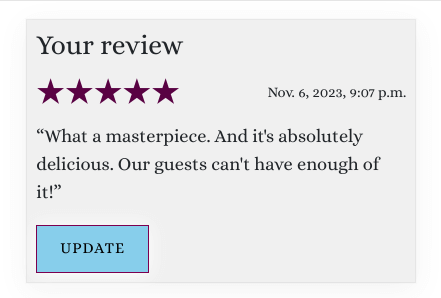 Your review
Nov. 6, 2023, 9:07 p.m.
“What a masterpiece. And it's absolutely
delicious. Our guests can't have enough of
it!”
UPDATE